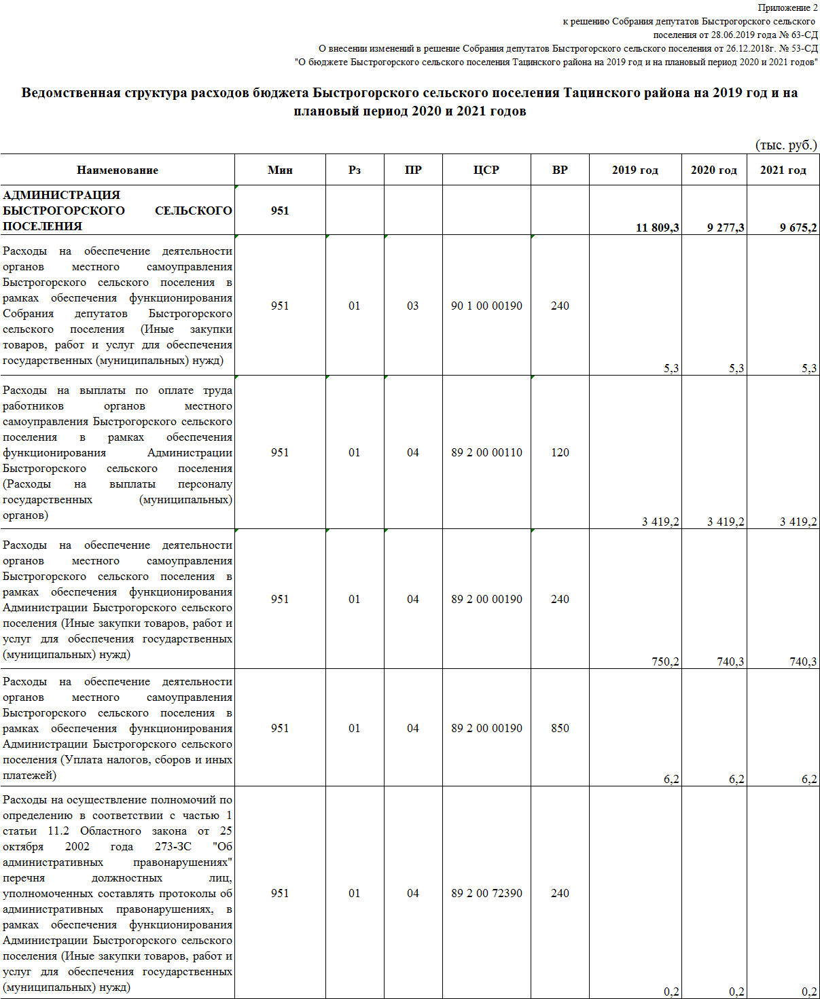 Приложение 2
к решению Собрания депутатов Быстрогорского сельского
поселения от 28.06.2019 года № 63-СД
О внесении изменений в решение Собрания депутатов Быстрогорского сельского поселения от 26.12.2018г. № 53-СД
"О бюджете Быстрогорского сельского поселения Тацинского района на 2019 год и на плановый период 2020 и 2021 годов"
Ведомственная структура расходов бюджета Быстрогорского сельского поселения Тацинского района на 2019 год и на
плановый период 2020 и 2021 годов
(тыс. руб.)
Наименование Мин Рз ПР ЦСР ВР 2019 год 2020 год 2021 год
АДМИНИСТРАЦИЯ
БЫСТРОГОРСКОГО СЕЛЬСКОГО
ПОСЕЛЕНИЯ
951
11 809,3 9 277,3 9 675,2
Расходы на обеспечение деятельности
органов местного самоуправления
Быстрогорского сельского поселения в
рамках обеспечения функционирования
Собрания депутатов Быстрогорского
сельского поселения (Иные закупки
товаров, работ и услуг для обеспечения
государственных (муниципальных) нужд)
951 01 03 90 1 00 00190 240
5,3 5,3 5,3
Расходы на выплаты по оплате труда
работников органов местного
самоуправления Быстрогорского сельского
поселения в рамках обеспечения
функционирования Администрации
Быстрогорского сельского поселения
(Расходы на выплаты персоналу
государственных (муниципальных)
органов)
951 01 04 89 2 00 00110 120
3 419,2 3 419,2 3 419,2
Расходы на обеспечение деятельности
органов местного самоуправления
Быстрогорского сельского поселения в
рамках обеспечения функционирования
Администрации Быстрогорского сельского
поселения (Иные закупки товаров, работ и
услуг для обеспечения государственных
(муниципальных) нужд)
951 01 04 89 2 00 00190 240
750,2 740,3 740,3
Расходы на обеспечение деятельности
органов местного самоуправления
Быстрогорского сельского поселения в
рамках обеспечения функционирования
Администрации Быстрогорского сельского
поселения (Уплата налогов, сборов и иных
платежей)
951 01 04 89 2 00 00190 850
6,2 6,2 6,2
Расходы на осуществление полномочий по
определению в соответствии с частью 1
статьи 11.2 Областного закона от 25
октября 2002 года 273-ЗС "Об
административных правонарушениях"
перечня должностных лиц,
уполномоченных составлять протоколы об
административных правонарушениях, в
рамках обеспечения функционирования
Администрации Быстрогорского сельского
поселения (Иные закупки товаров, работ и
услуг для обеспечения государственных
(муниципальных) нужд)
951 01 04 89 2 00 72390 240
0,2 0,2 0,2